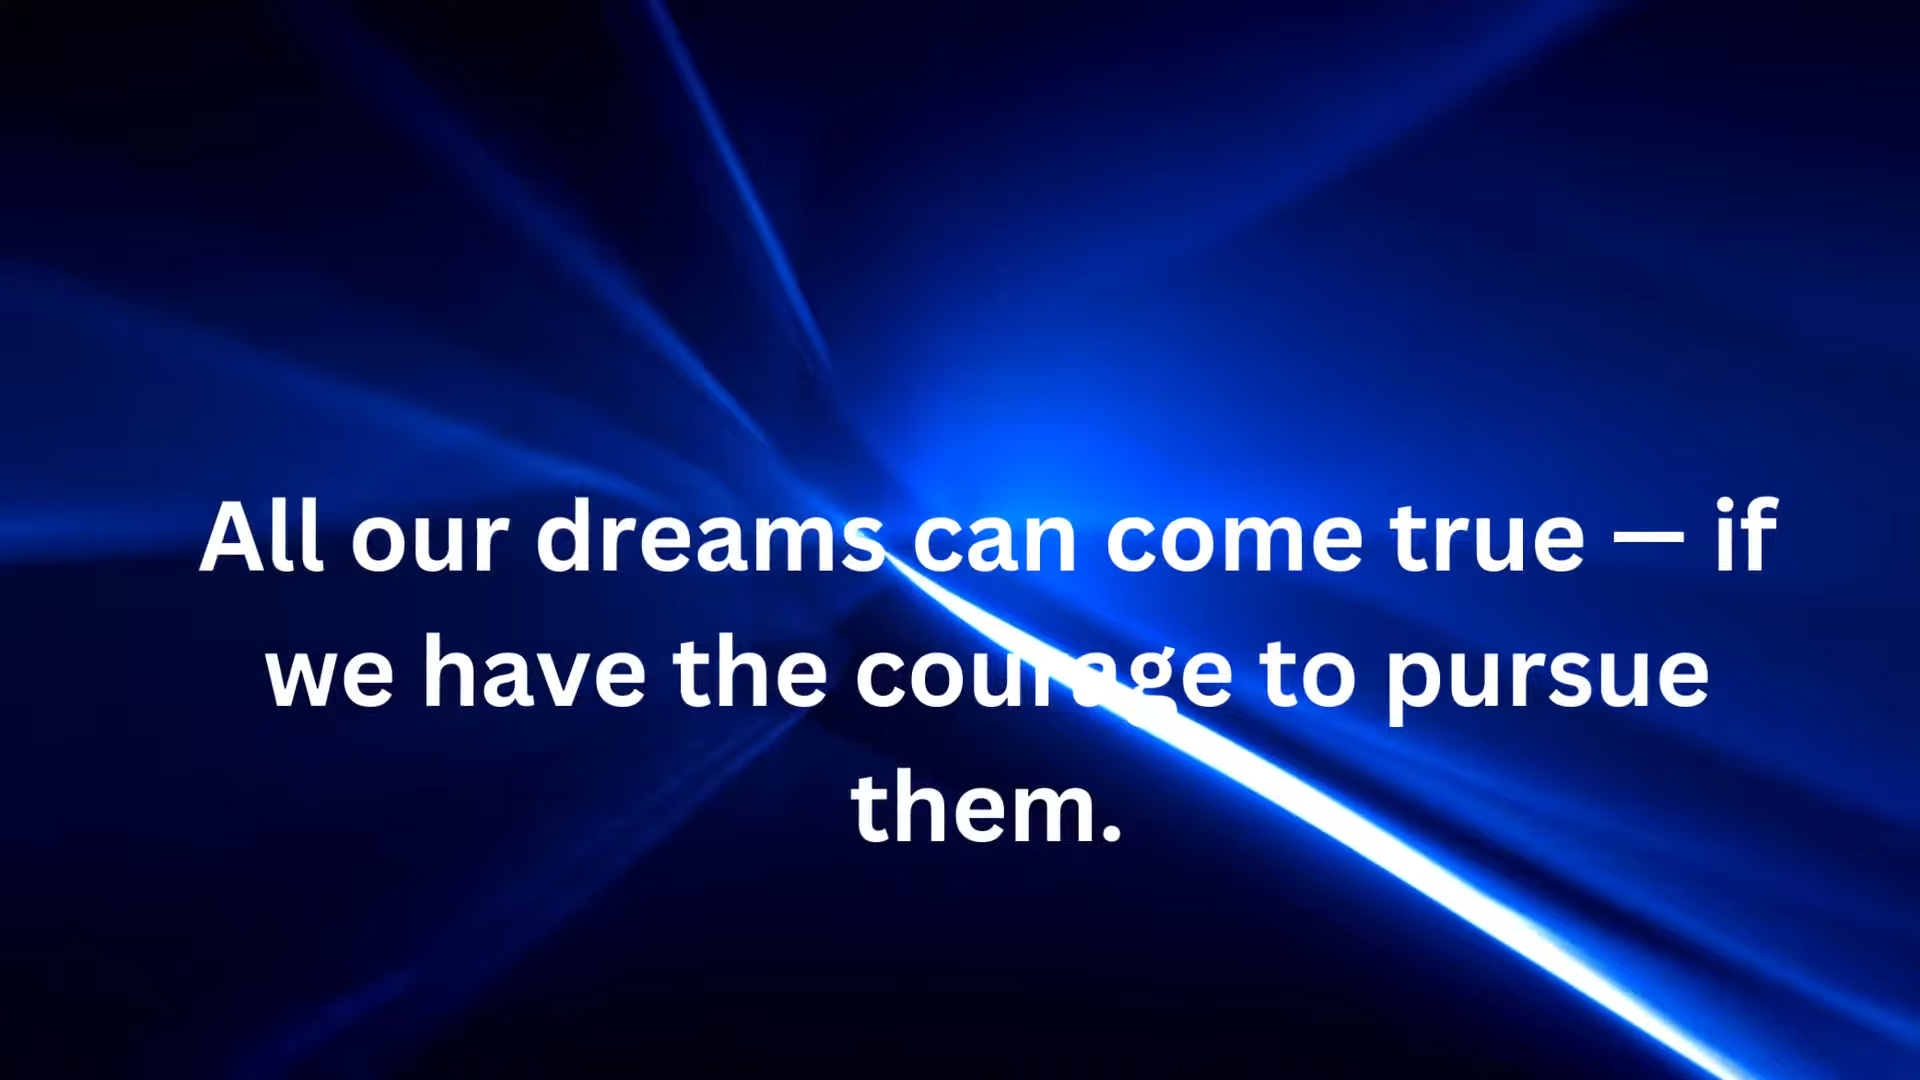 All our dreams can come true — if
we have the courage to pursue
them.